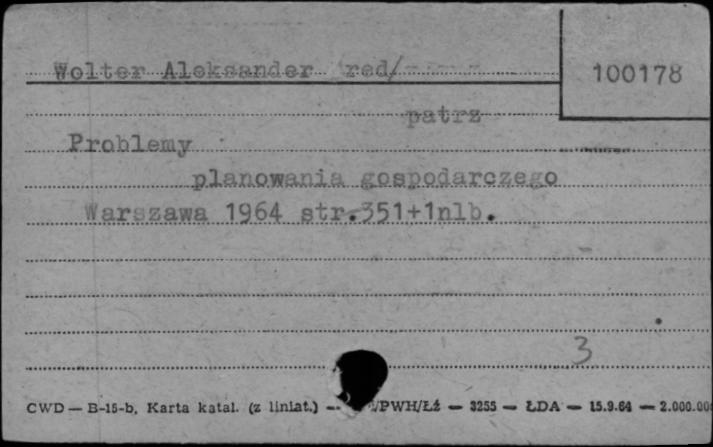 Wolter Aleksander /red/
100178
patrz
Problemy
planowania gospodarczego
Warszawa 1964 str.351+1nlb.
3
CWD — B-15-b, Karta katal. (z liniat.) — /PWH/Łź — 3255 — ŁDA — 15.9.64 — 2.000.00